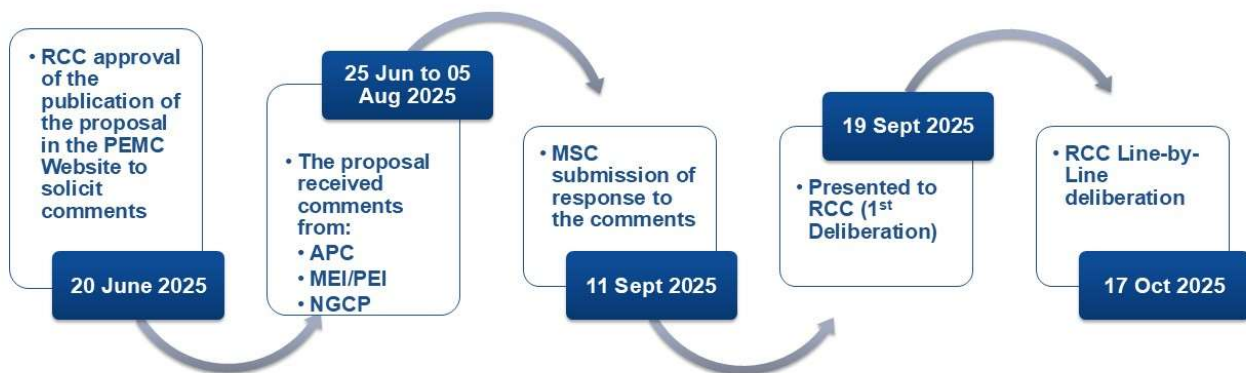 • RCC approval
of the
publication of
the proposal
in the PEMC
Website to
solicit
comments
20 June 2025
25 Jun to 05
Aug 2025
• The proposal
received
comments
from:
• APC
• MEI/PEI
• NGCP
• MSC
submission of
response to
the comments
11 Sept 2025
19 Sept 2025
• Presented to
RCC (1st
Deliberation)
• RCC Line-by-
Line
deliberation
17 Oct 2025